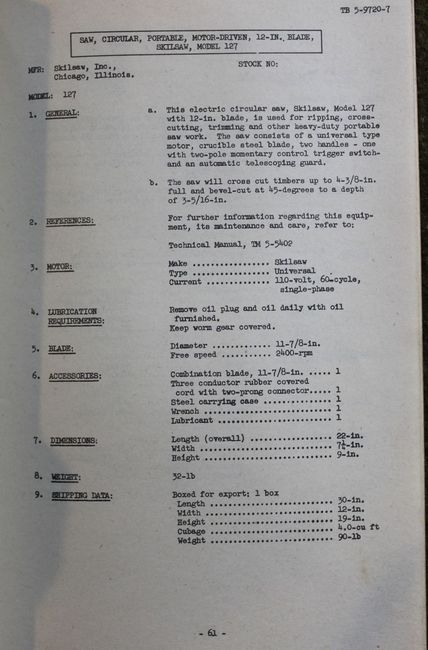 TB 5-9720-7
SAW, CIRCULAR, PORTABLE, MOTOR-DRIVEN, 12-IN. BLADE,
SKILSAW, MODEL 127
MFR: Skilsaw, Inc., STOCK NO:
Chicago, Illinois.
MODEL: 127
1. GENERAL: a. This electric circular saw, Skilsaw, Model 127
with 12-in. blade, is used for ripping, cross-
cutting, trimming and other heavy-duty portable
saw work. The saw consists of a universal type
motor, crucible steel blade, two handles - one
with two-pole momentary control trigger switch-
and an automatic telescoping guard.
b. The saw will cross cut timbers up to 4-3/8-in.
full and bevel-cut at 45-degrees to a depth
of 3-5/16-in.
2. REFERENCES: For further information regarding this equip-
ment, its maintenance and care, refer to:
Technical Manual, TM 5-5402
3. MOTOR: Make ................. Skilsaw
Type ................. Universal
Current .............. 110-volt, 60-cycle,
single-phase
4. LUBRICATION Remove oil plug and oil daily with oil
REQUIREMENTS: furnished.
Keep worm gear covered.
5. BLADE: Diameter ............. 11-7/8-in.
Free speed ........... 2400-rpm
6. ACCESSORIES: Combination blade, 11-7/8-in. ..... 1
Three conductor rubber covered
cord with two-prong connector..... 1
Steel carrying case ............... 1
Wrench ............................ 1
Lubricant ......................... 1
7. DIMENSIONS: Length (overall) .................. 22-in.
Width ............................. 7¼-in.
Height ............................ 9-in.
8. WEIGHT: 32-lb
9. SHIPPING DATA: Boxed for export; 1 box
Length ........................... 30-in.
Width ............................ 12-in.
Height ........................... 19-in.
Cubage ........................... 4.0-cu ft
Weight ........................... 90-lb
- 61 -